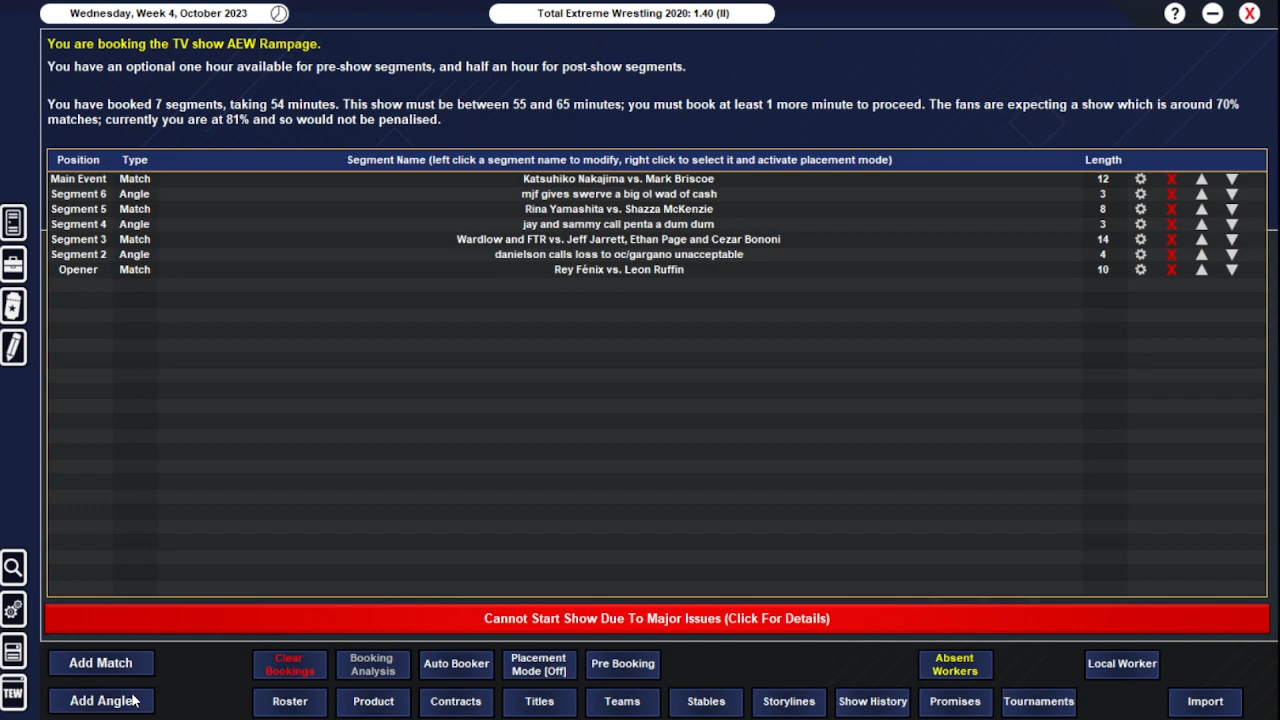 Wednesday, Week 4, October 2023
Total Extreme Wrestling 2020: 1.40 (II)
? X
You are booking the TV show AEW Rampage.
You have an optional one hour available for pre-show segments, and half an hour for post-show segments.
You have booked 7 segments, taking 54 minutes. This show must be between 55 and 65 minutes; you must book at least 1 more minute to proceed. The fans are expecting a show which is around 70%
matches; currently you are at 81% and so would not be penalised.
Position Type Segment Name (left click a segment name to modify, right click to select it and activate placement mode) Length
Main Event Match Katsuhiko Nakajima vs. Mark Briscoe 12 X
Segment 6 Angle mjf gives swerve a big ol wad of cash 3 X
Segment 5 Match Rina Yamashita vs. Shazza McKenzie 8 X
Segment 4 Angle jay and sammy call penta a dum dum 3 X
Segment 3 Match Wardlow and FTR vs. Jeff Jarrett, Ethan Page and Cezar Bononi 14 X
Segment 2 Angle danielson calls loss to oc/gargano unacceptable 4 X
Opener Match Rey Fénix vs. Leon Ruffin 10 X
Cannot Start Show Due To Major Issues (Click For Details)
Add Match
Clear Bookings
Booking Analysis
Auto Booker
Placement Mode [Off]
Pre Booking
Absent Workers
Local Worker
TEW
Add Angle
Roster
Product
Contracts
Titles
Teams
Stables
Storylines
Show History
Promises
Tournaments
Import